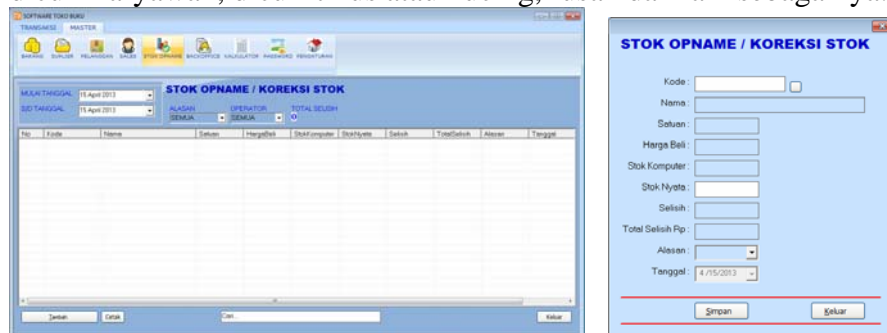 SOFTWARE TOKO BUKU
TRANSAKSI MASTER
BARANG SUPLIER PELANGGAN SALES STOK OPNAME BACKOFFICE KALKULATOR PASSWORD PENGATURAN
STOK OPNAME / KOREKSI STOK
MULAI TANGGAL 15 April 2013
S/D TANGGAL 15 April 2013
ALASAN OPERATOR TOTAL SELISIH
SEMUA SEMUA 0
No Kode Nama Satuan HargaBeli StokKomputer StokNyata Selisih TotalSelisih Alasan Tanggal
Tambah Cetak Cari... Keluar
STOK OPNAME / KOREKSI STOK
Kode :
Nama :
Satuan :
Harga Beli :
Stok Komputer :
Stok Nyata :
Selisih :
Total Selisih Rp :
Alasan :
Tanggal : 4/15/2013
Simpan Keluar